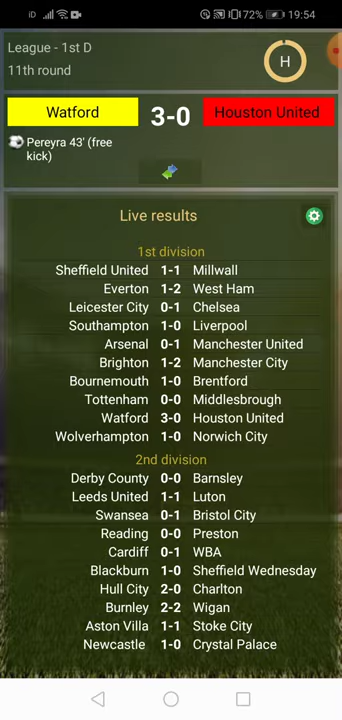 72% 19:54
League - 1st D
11th round
H
Watford 3-0 Houston United
Pereyra 43' (free
kick)
Live results
1st division
Sheffield United 1-1 Millwall
Everton 1-2 West Ham
Leicester City 0-1 Chelsea
Southampton 1-0 Liverpool
Arsenal 0-1 Manchester United
Brighton 1-2 Manchester City
Bournemouth 1-0 Brentford
Tottenham 0-0 Middlesbrough
Watford 3-0 Houston United
Wolverhampton 1-0 Norwich City
2nd division
Derby County 0-0 Barnsley
Leeds United 1-1 Luton
Swansea 0-1 Bristol City
Reading 0-0 Preston
Cardiff 0-1 WBA
Blackburn 1-0 Sheffield Wednesday
Hull City 2-0 Charlton
Burnley 2-2 Wigan
Aston Villa 1-1 Stoke City
Newcastle 1-0 Crystal Palace